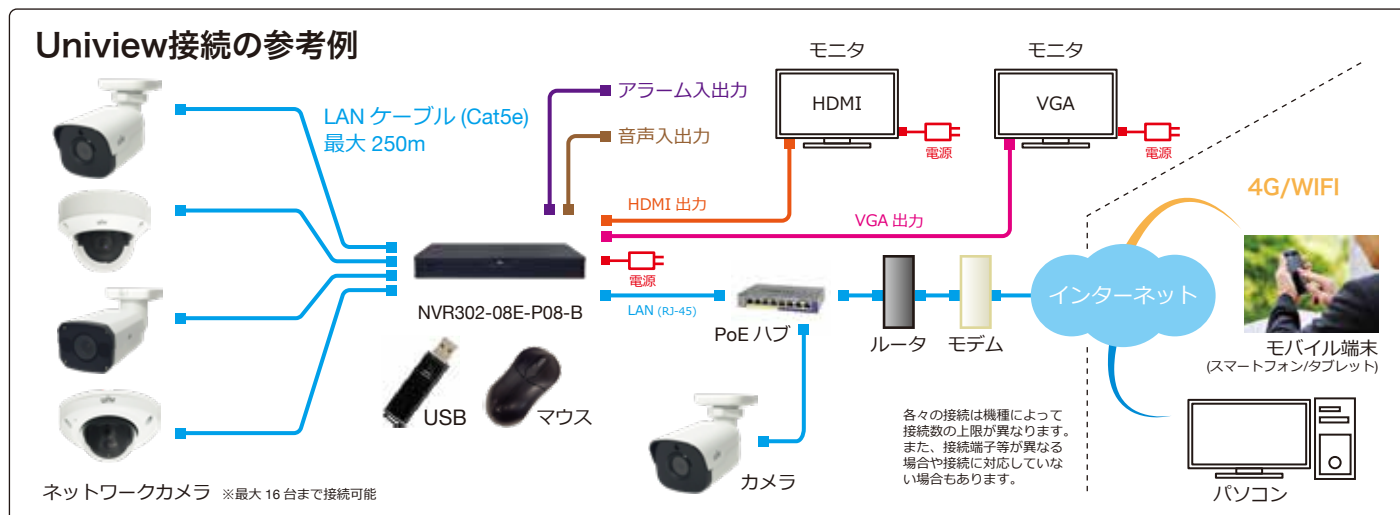 Uniview接続の参考例
LAN ケーブル (Cat5e)
最大 250m
アラーム入出力
音声入出力
モニタ
HDMI
電源
モニタ
VGA
電源
HDMI 出力
VGA 出力
電源
NVR302-08E-P08-B
LAN (RJ-45)
PoE ハブ
ルータ
モデム
インターネット
4G/WIFI
モバイル端末
(スマートフォン/タブレット)
USB
マウス
カメラ
各々の接続は機種によって
接続数の上限が異なります。
また、接続端子等が異なる
場合や接続に対応していな
い場合もあります。
パソコン
ネットワークカメラ ※最大 16 台まで接続可能